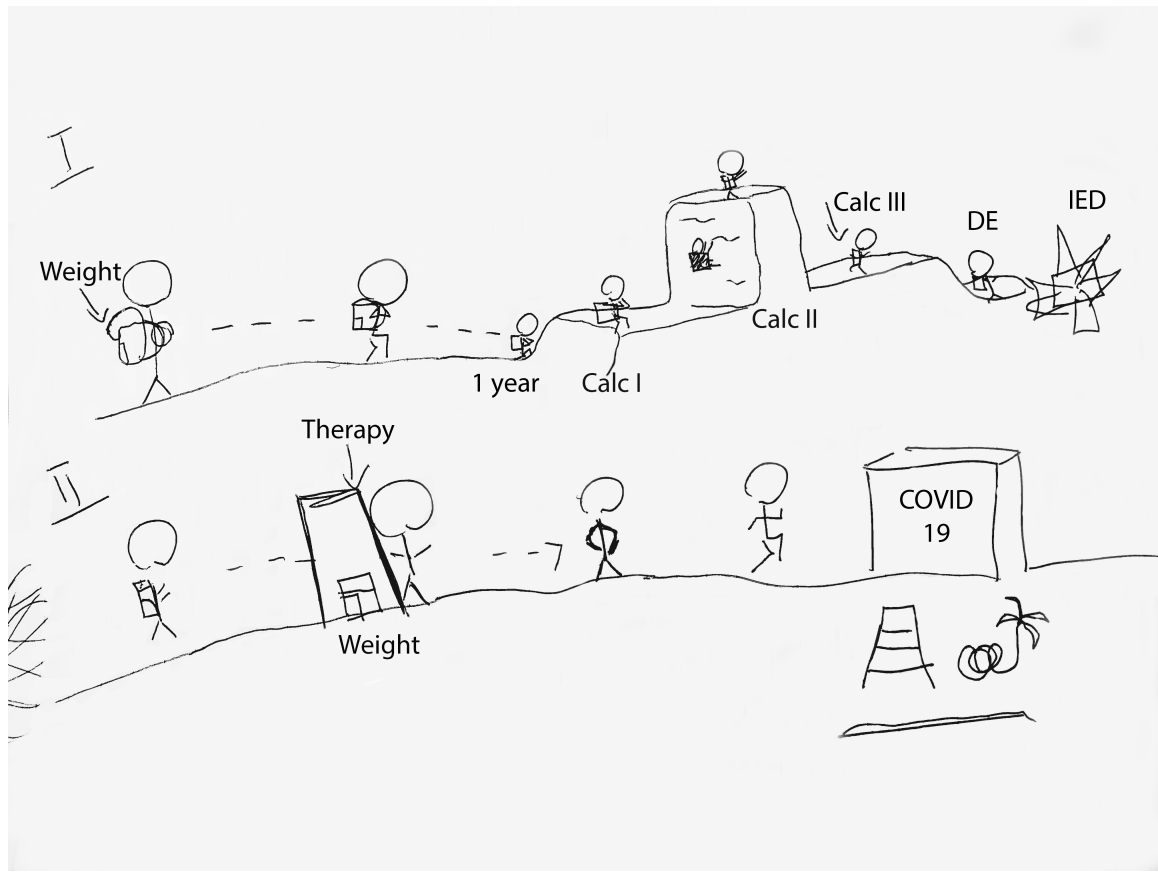 I
Weight
1 year
Calc I
Calc II
Calc III
DE
IED
II
Therapy
Weight
COVID
19